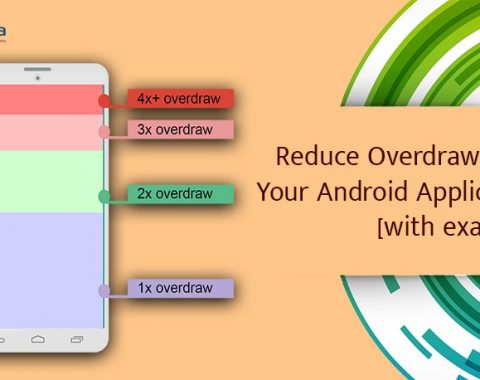 4x+ overdraw
3x overdraw
2x overdraw
1x overdraw
Reduce Overdraw
Your Android Applic
[with exa